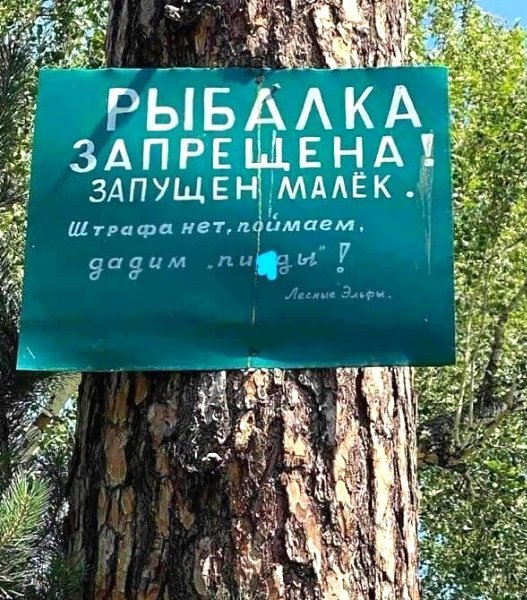 РЫБАЛКА
ЗАПРЕЩЕНА!
ЗАПУЩЕН МАЛЁК.
Штрафа нет, поймаем,
дадим „ !
Лесные Эльфы.